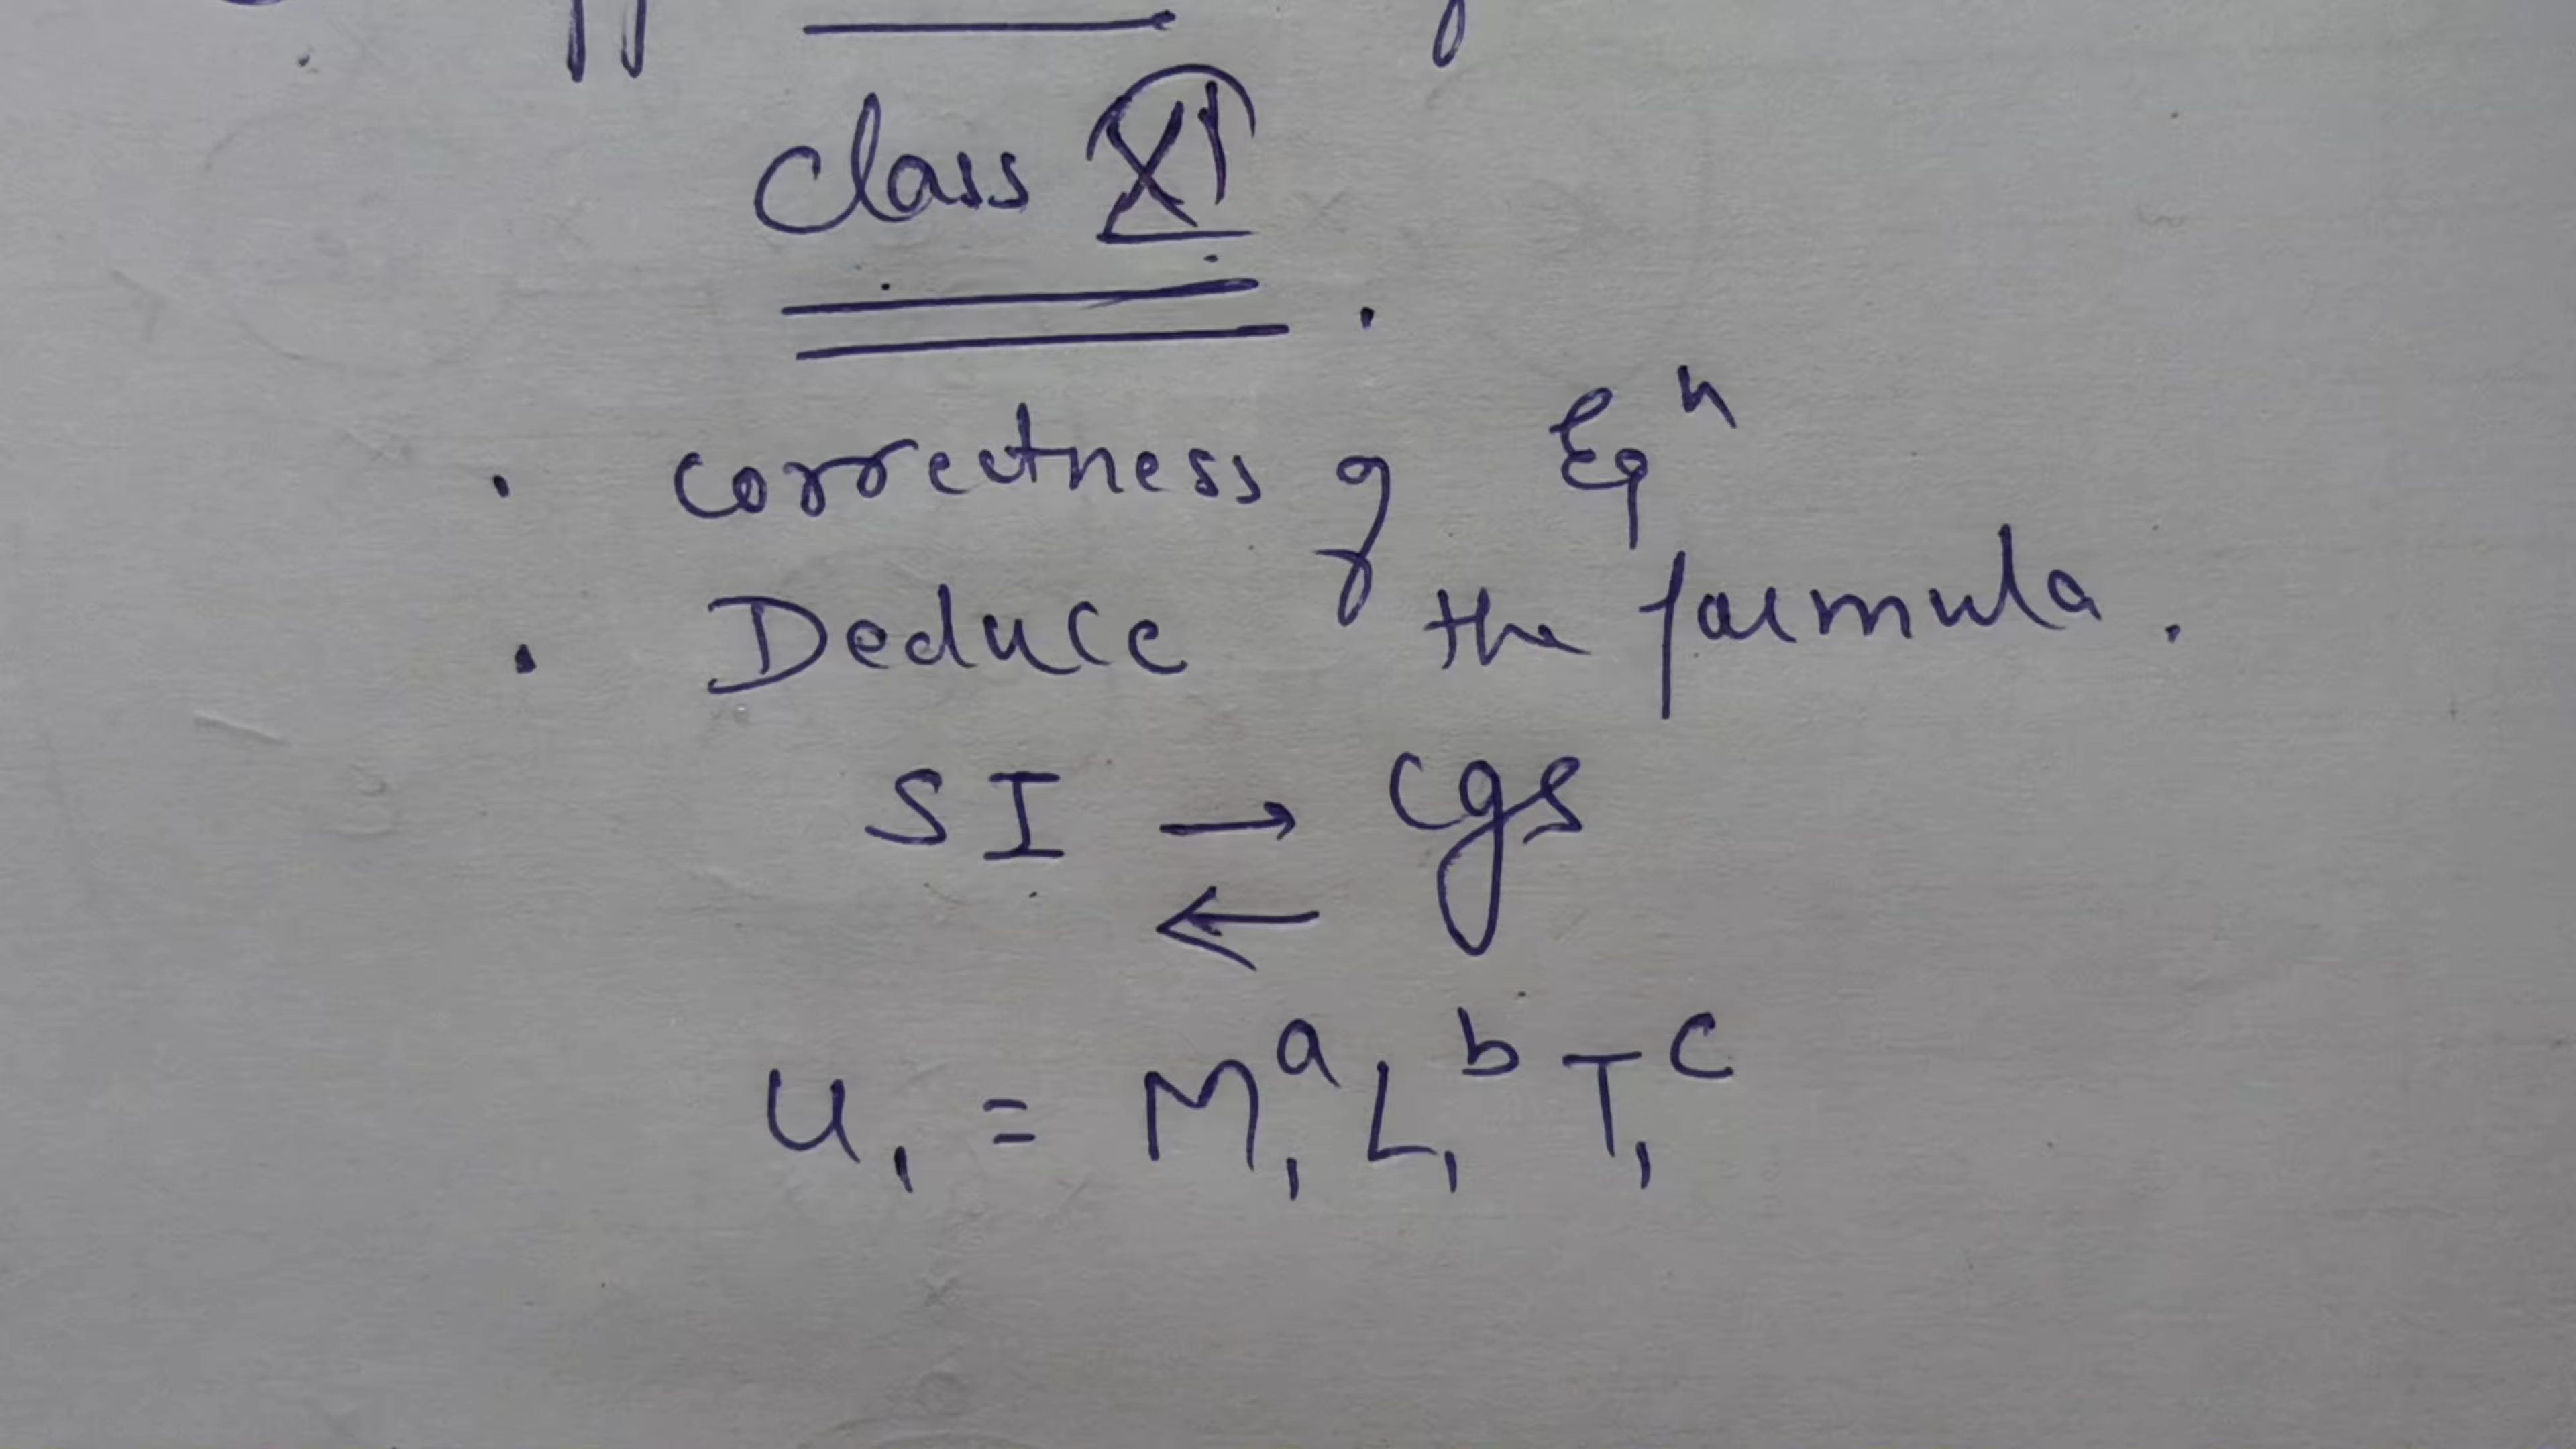 Class XI
. correctness of Eqⁿ
. Deduce the formula.
SI → cgs
←
u₁ = M₁ᵃ L₁ᵇ T₁ᶜ